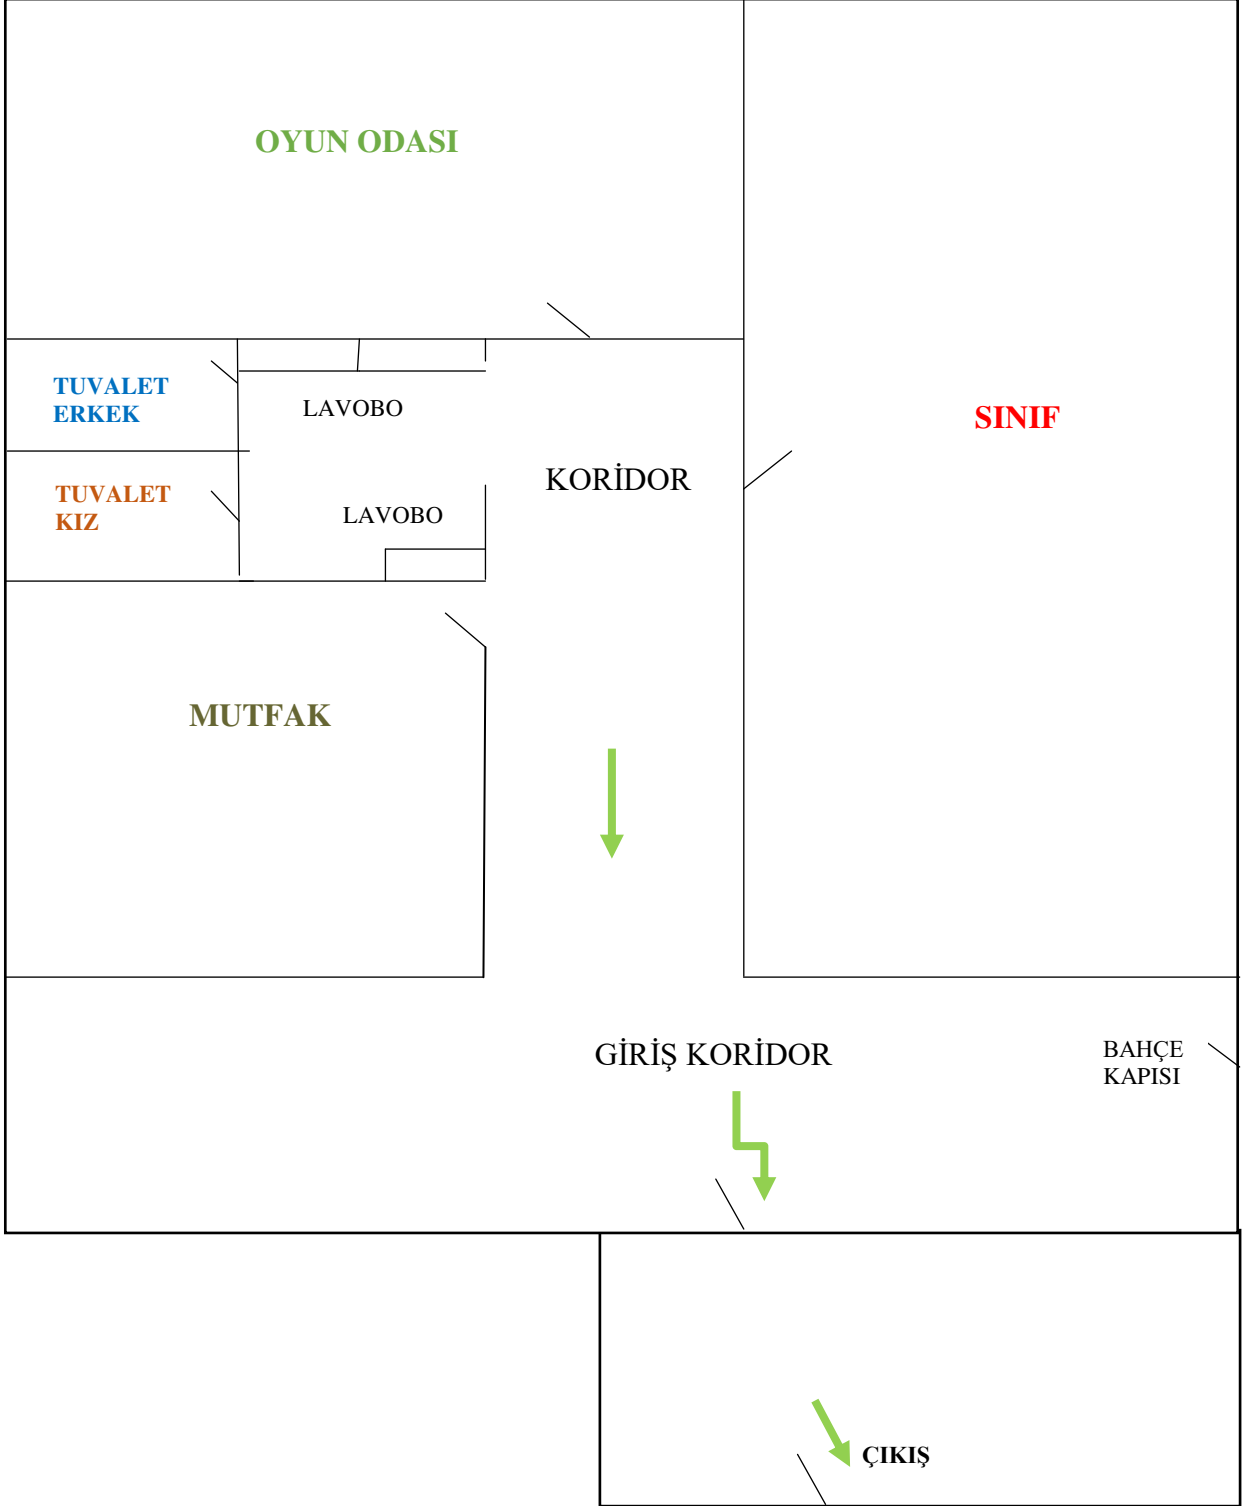 OYUN ODASI
TUVALET
ERKEK
LAVOBO
SINIF
KORİDOR
TUVALET
KIZ
LAVOBO
MUTFAK
GİRİŞ KORİDOR
BAHÇE
KAPISI
ÇIKIŞ